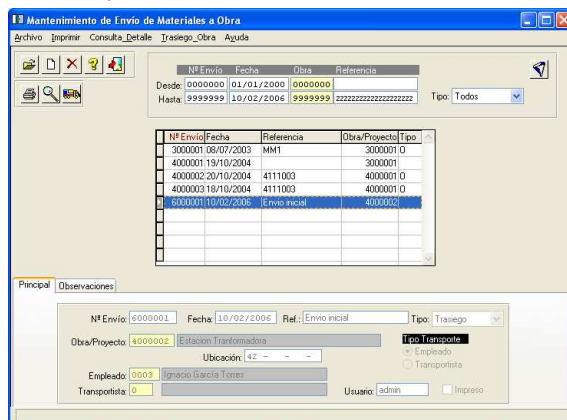 Mantenimiento de Envío de Materiales a Obra
Archivo Imprimir Consulta_Detalle Trasiego_Obra Ayuda
Nº Envío Fecha Obra Referencia
Desde: 0000000 01/01/2000 0000000
Hasta: 9999999 10/02/2006 9999999 zzzzzzzzzzzzzzzzzzzz Tipo: Todos
Nº Envío Fecha Referencia Obra/Proyecto Tipo
3000001 08/07/2003 MM1 3000001 O
4000001 19/10/2004 3000001
4000002 20/10/2004 4111003 4000001 O
4000003 18/10/2004 4111003 4000001 O
6000001 10/02/2006 Envio inicial 4000002
Principal Observaciones
Nº Envío: 6000001 Fecha: 10/02/2006 Ref.: Envio inicial Tipo: Trasiego
Obra/Proyecto: 4000002 Estacion Tranformadora Tipo Transporte
Ubicación: 42 - - - Empleado
Transportista
Empleado: 0003 Ignacio García Torres
Transportista: 0 Usuario: admin Impreso